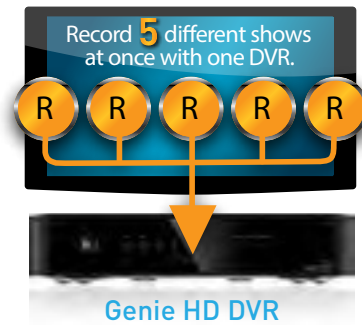 Record 5 different shows
at once with one DVR.
R R R R R
Genie HD DVR